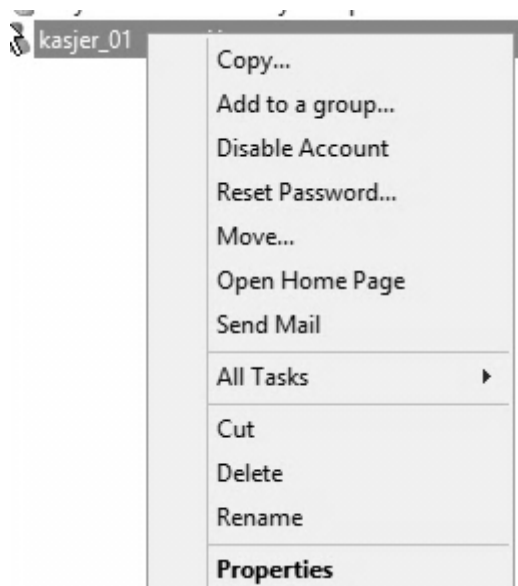 kasjer_01
Copy...
Add to a group...
Disable Account
Reset Password...
Move...
Open Home Page
Send Mail
All Tasks
Cut
Delete
Rename
Properties